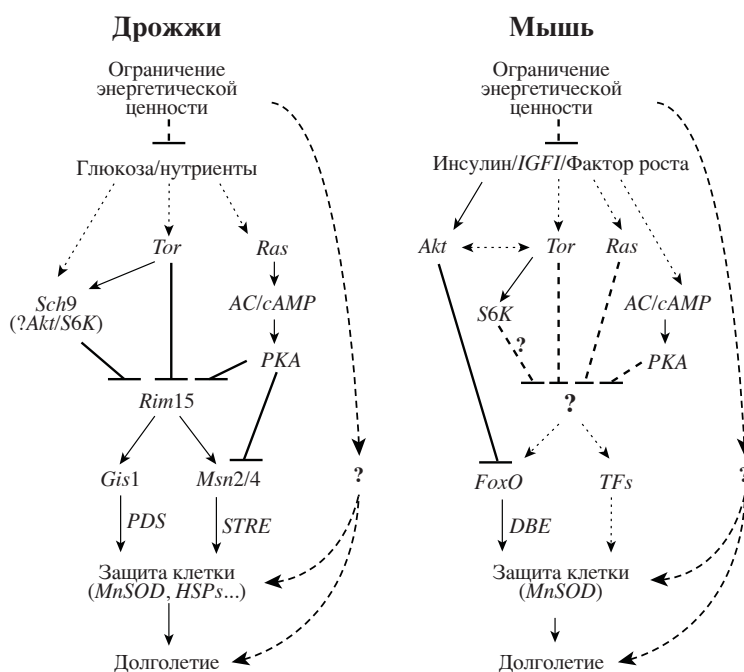 Дрожжи
Ограничение
энергетической
ценности
Глюкоза/нутриенты
Tor
Ras
Sch9
(?Akt/S6K)
AC/cAMP
PKA
Rim15
Gis1
Msn2/4
?
PDS
STRE
Защита клетки
(MnSOD, HSPs...)
Долголетие
Мышь
Ограничение
энергетической
ценности
Инсулин/IGFI/Фактор роста
Akt
Tor
Ras
S6K
AC/cAMP
?
PKA
?
FoxO
TFs
?
DBE
Защита клетки
(MnSOD)
Долголетие